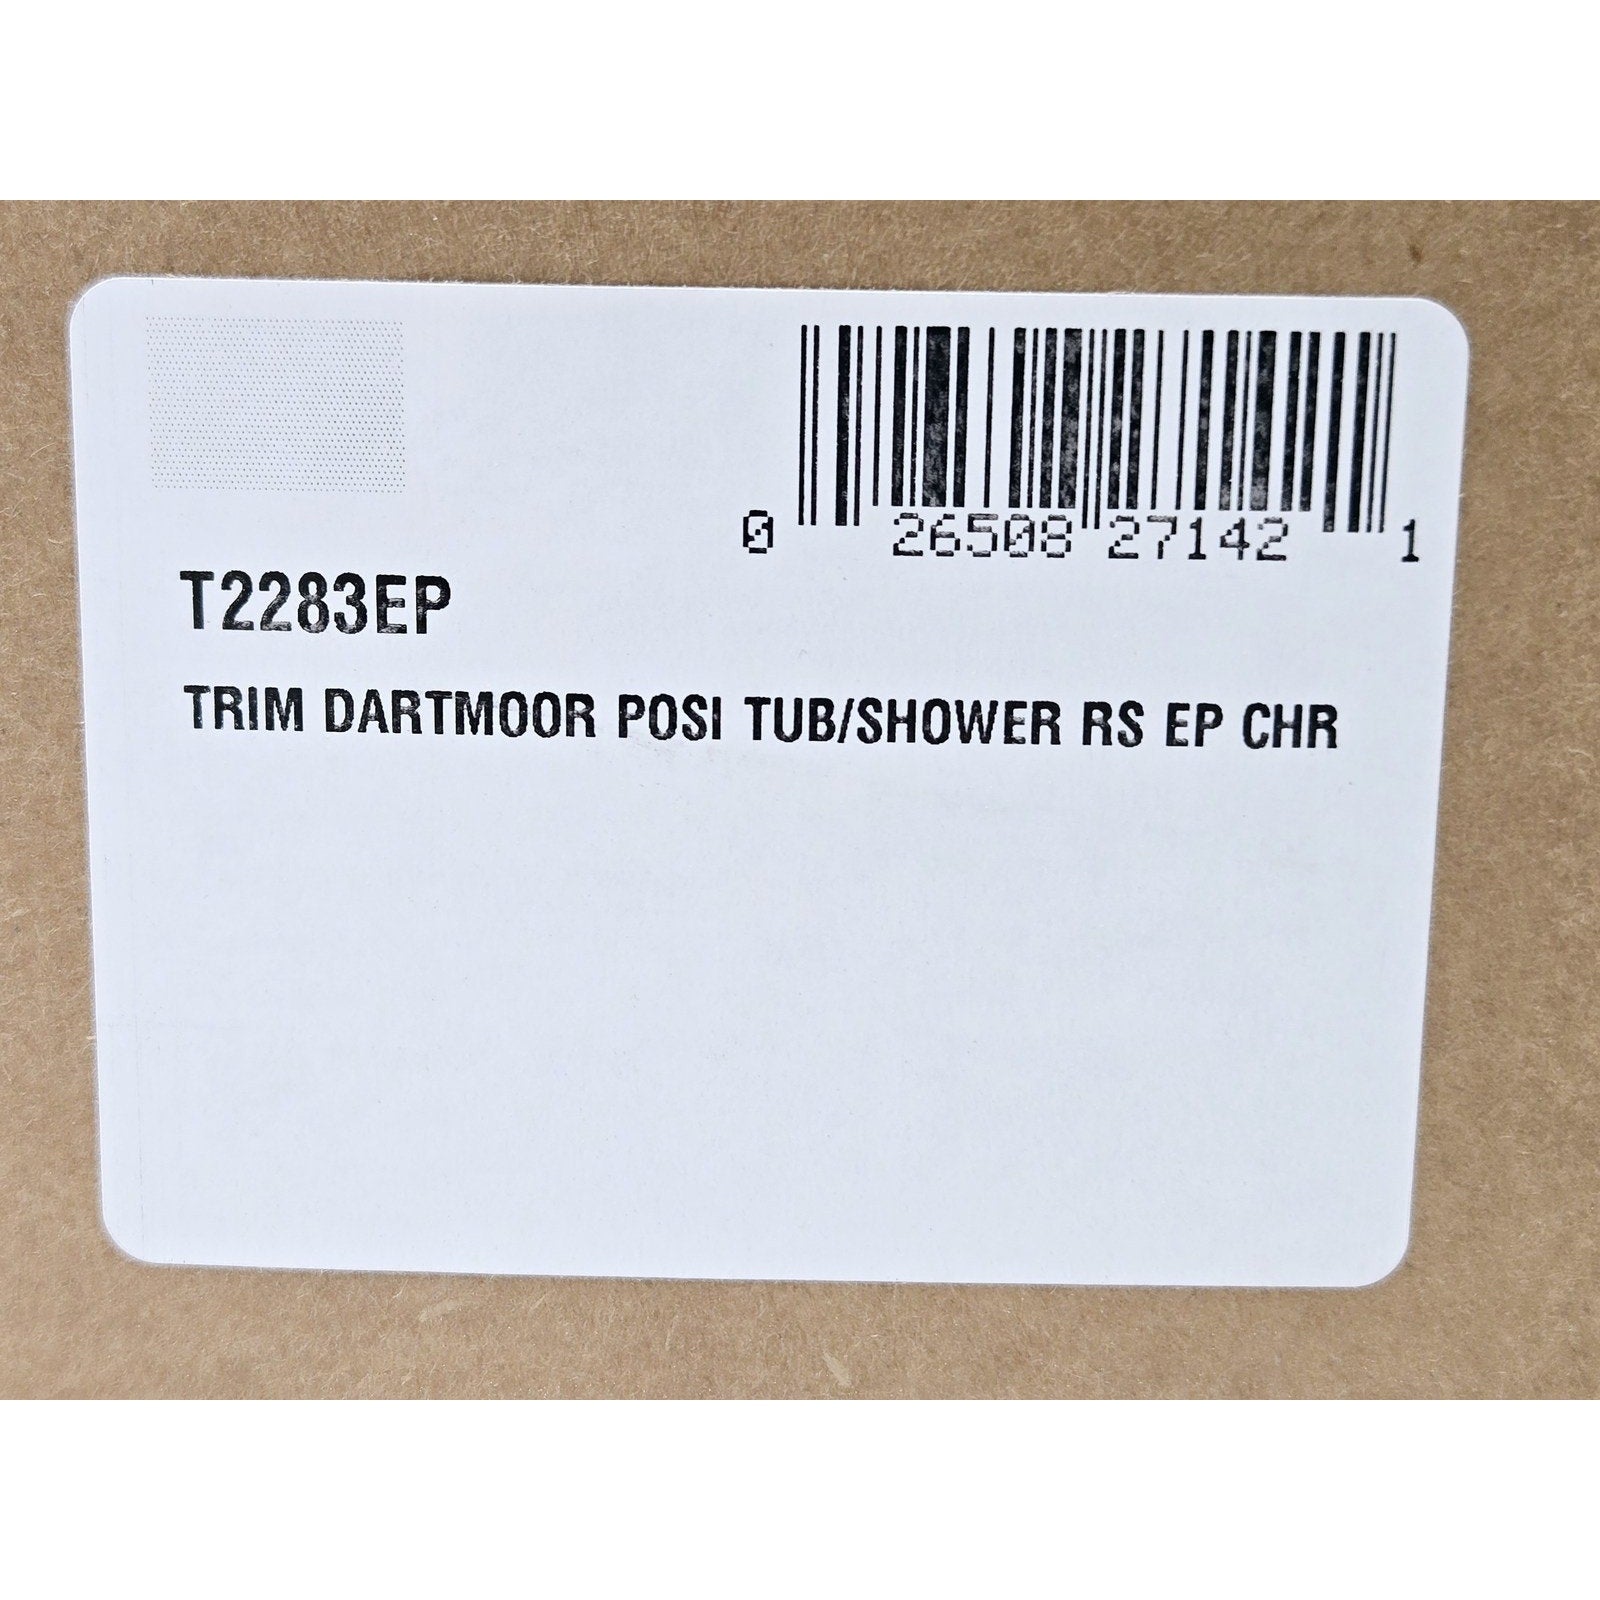 0 26508 27142 1
T2283EP
TRIM DARTMOOR POSI TUB/SHOWER RS EP CHR